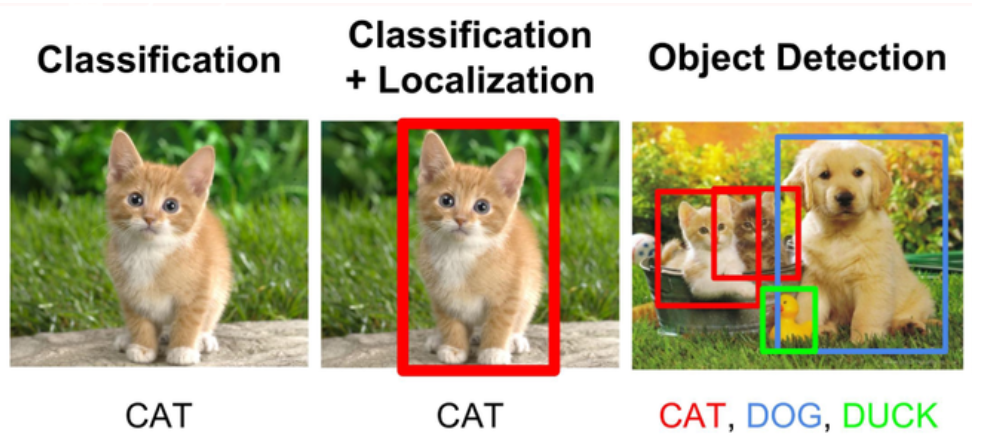 Classification
Classification
+ Localization
Object Detection
CAT
CAT
CAT, DOG, DUCK